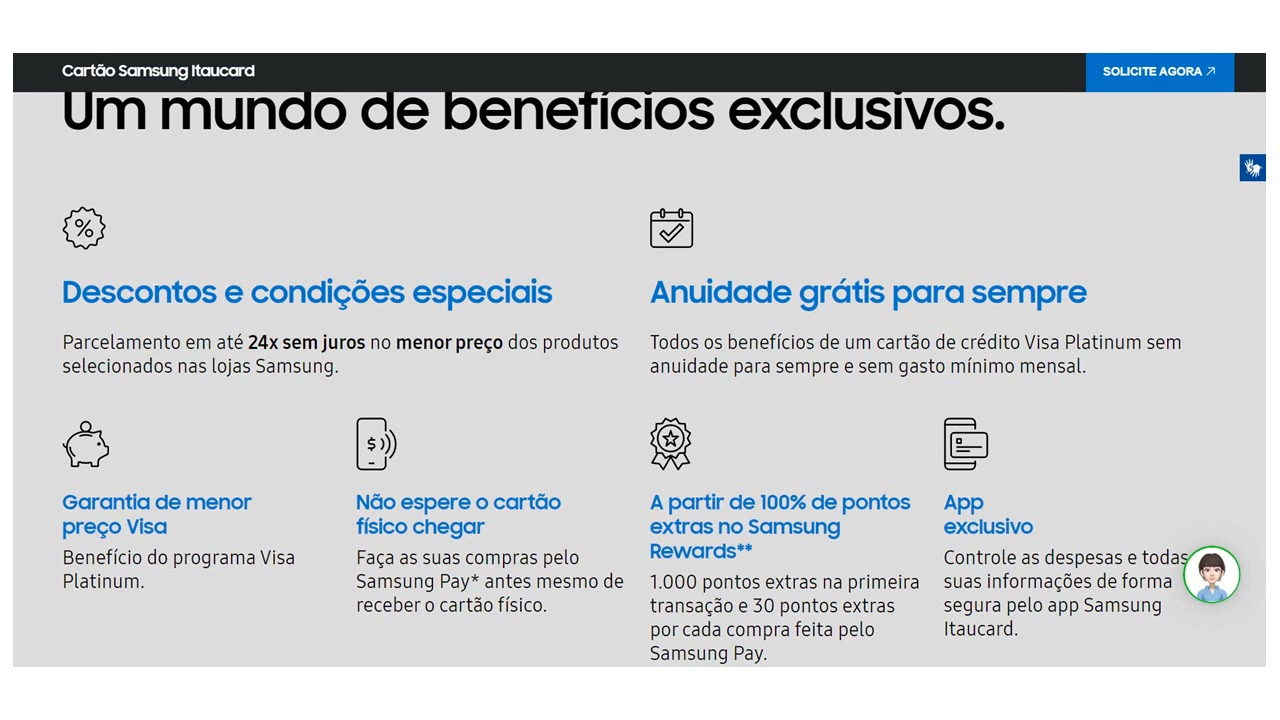 Cartão Samsung Itaucard
SOLICITE AGORA
Um mundo de benefícios exclusivos.
Descontos e condições especiais
Parcelamento em até 24x sem juros no menor preço dos produtos
selecionados nas lojas Samsung.
Anuidade grátis para sempre
Todos os benefícios de um cartão de crédito Visa Platinum sem
anuidade para sempre e sem gasto mínimo mensal.
Garantia de menor
preço Visa
Benefício do programa Visa
Platinum.
Não espere o cartão
físico chegar
Faça as suas compras pelo
Samsung Pay* antes mesmo de
receber o cartão físico.
A partir de 100% de pontos
extras no Samsung
Rewards**
1.000 pontos extras na primeira
transação e 30 pontos extras
por cada compra feita pelo
Samsung Pay.
App
exclusivo
Controle as despesas e todas
suas informações de forma
segura pelo app Samsung
Itaucard.